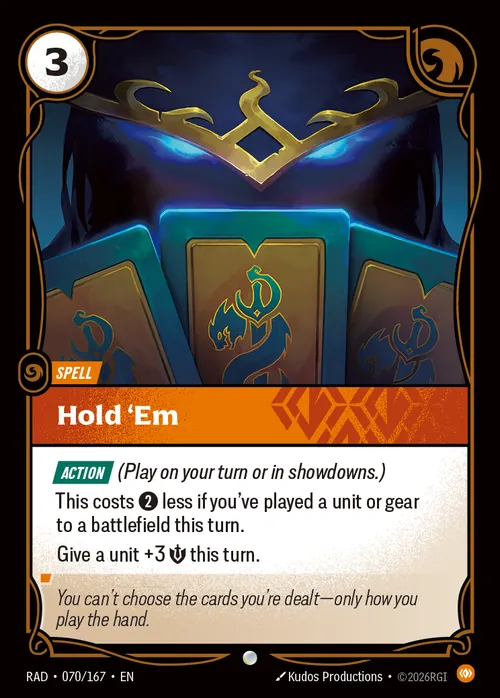 3
SPELL
Hold ‘Em
ACTION (Play on your turn or in showdowns.)
This costs 2 less if you’ve played a unit or gear
to a battlefield this turn.
Give a unit +3 this turn.
You can’t choose the cards you’re dealt—only how you
play the hand.
RAD • 070/167 • EN
Kudos Productions • ©2026RGI